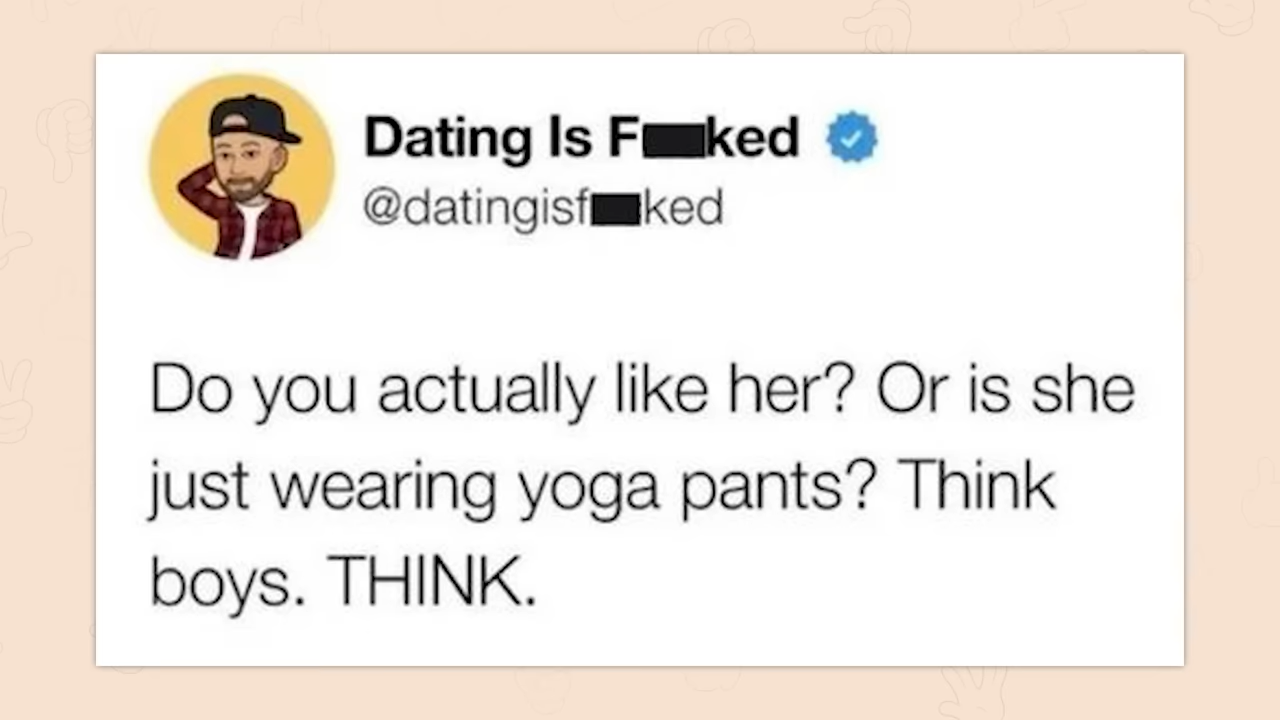 Dating Is F██ked
@datingisf██ked
Do you actually like her? Or is she
just wearing yoga pants? Think
boys. THINK.